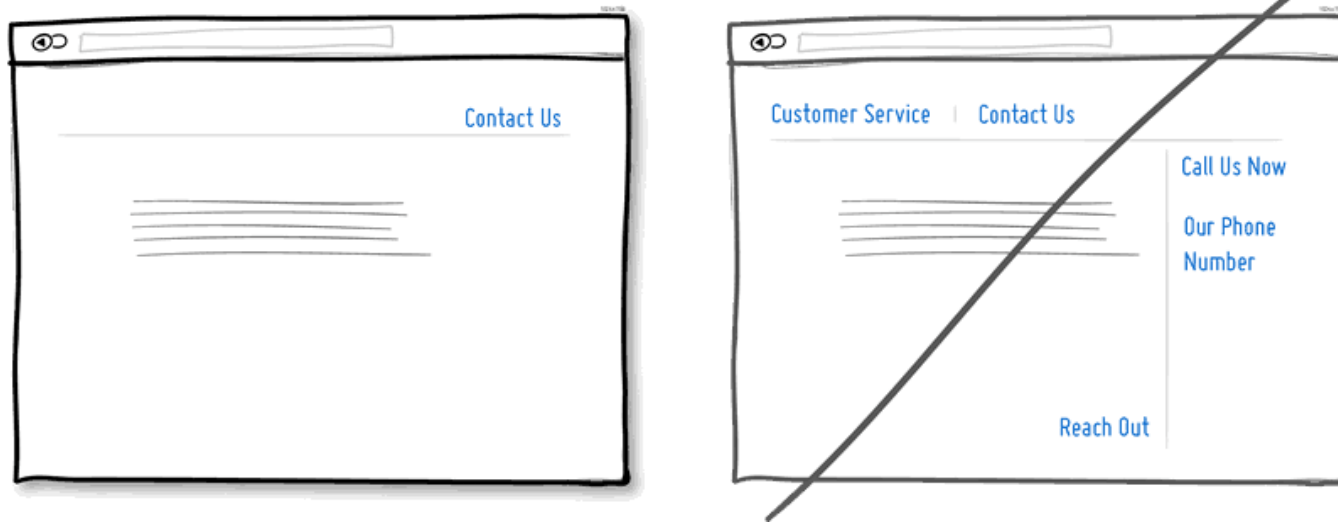 Contact Us
Customer Service
Contact Us
Call Us Now
Our Phone
Number
Reach Out